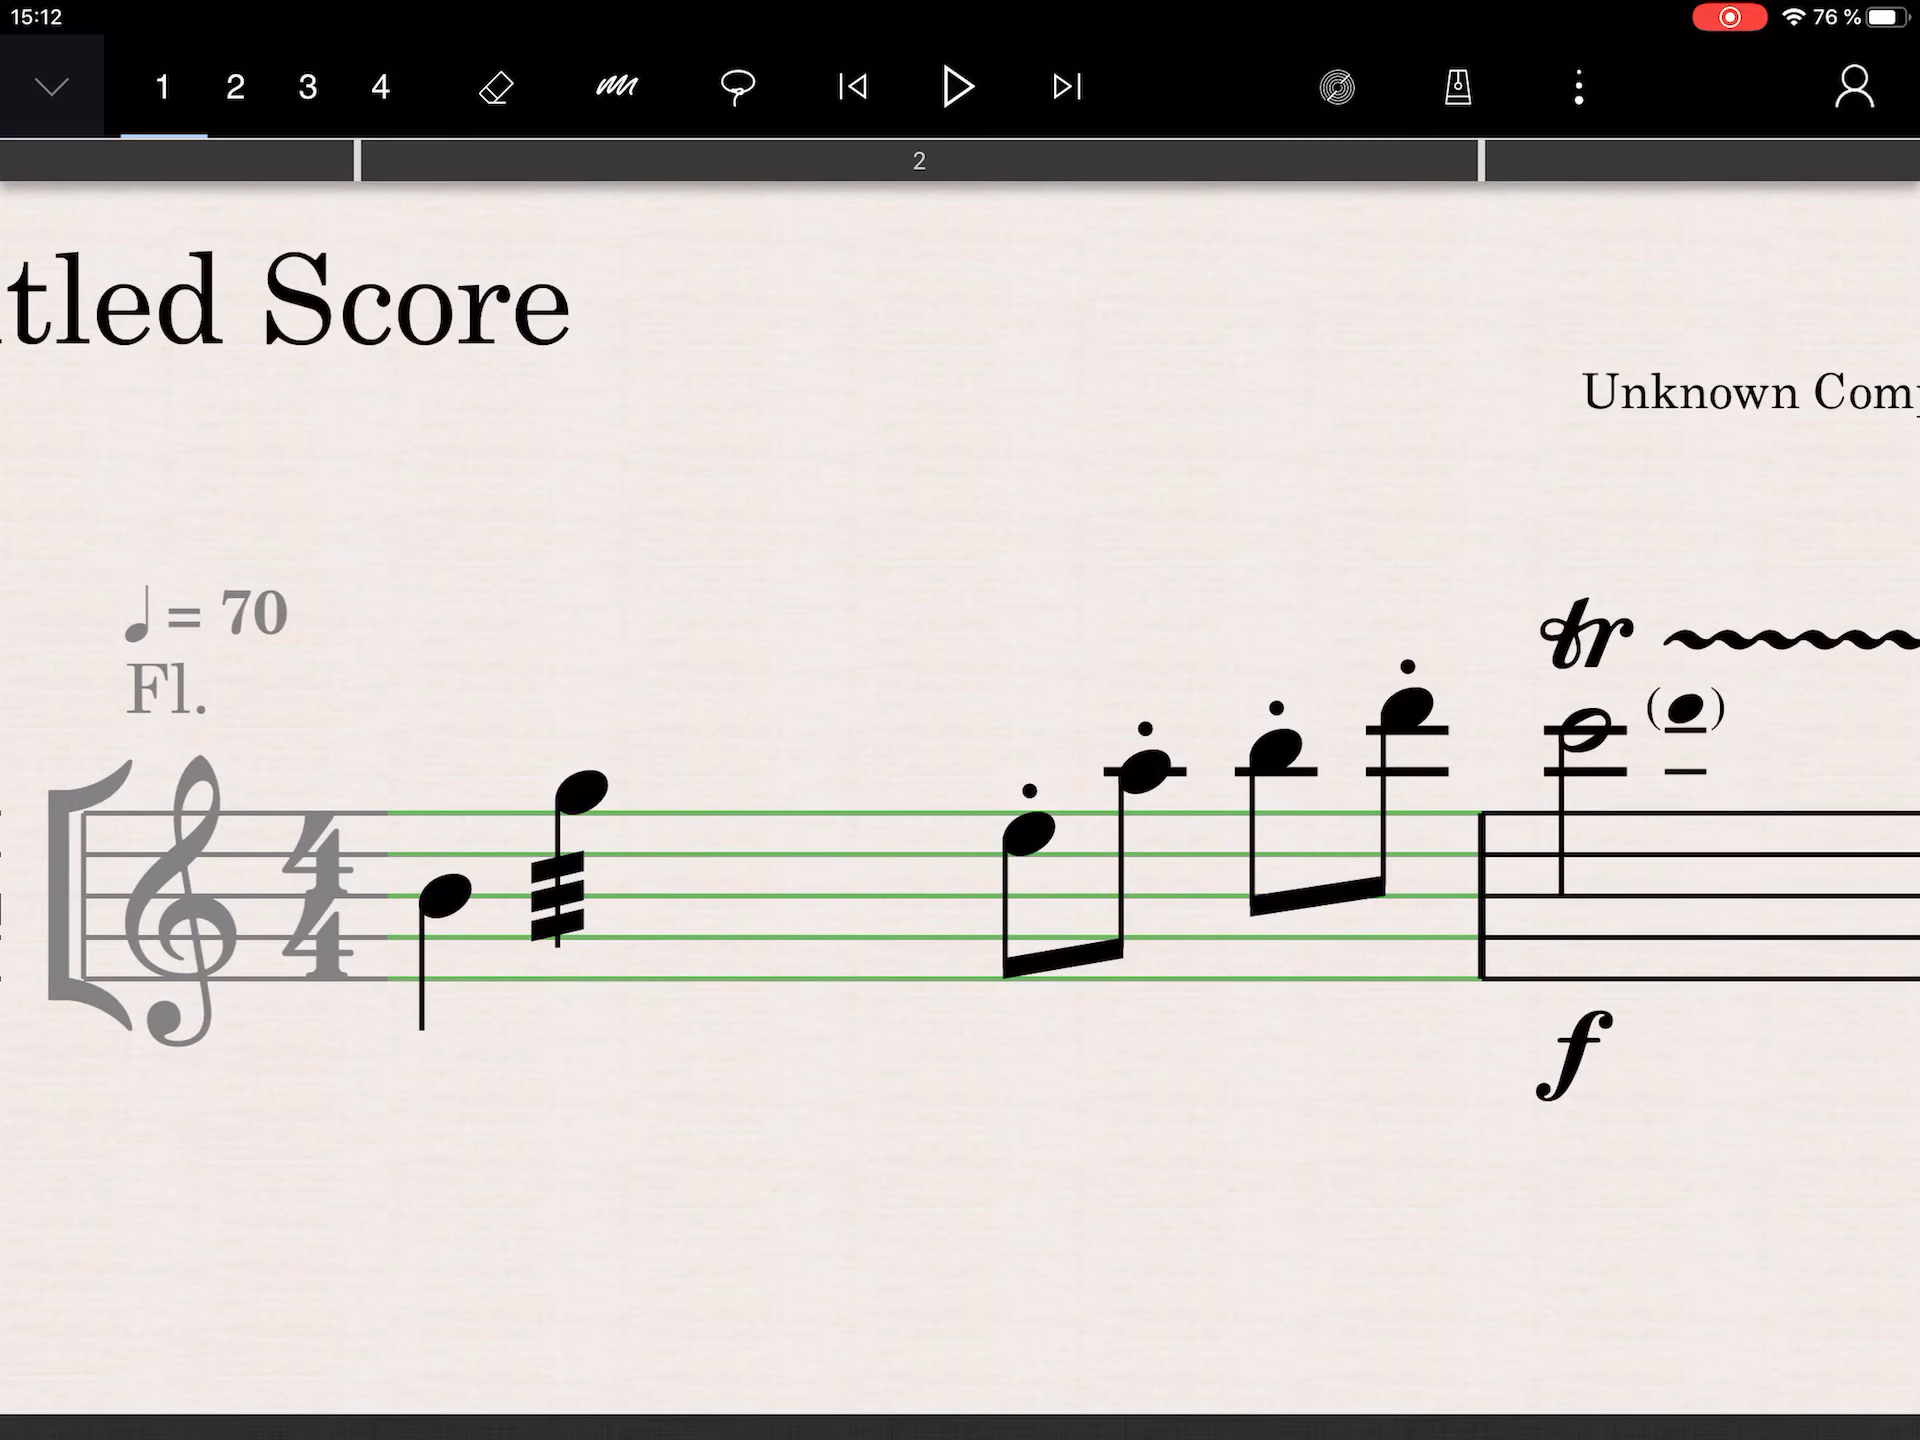 15:12
76 %
1 2 3 4
2
tled Score
Unknown Com
= 70
Fl.
tr
4
4
f